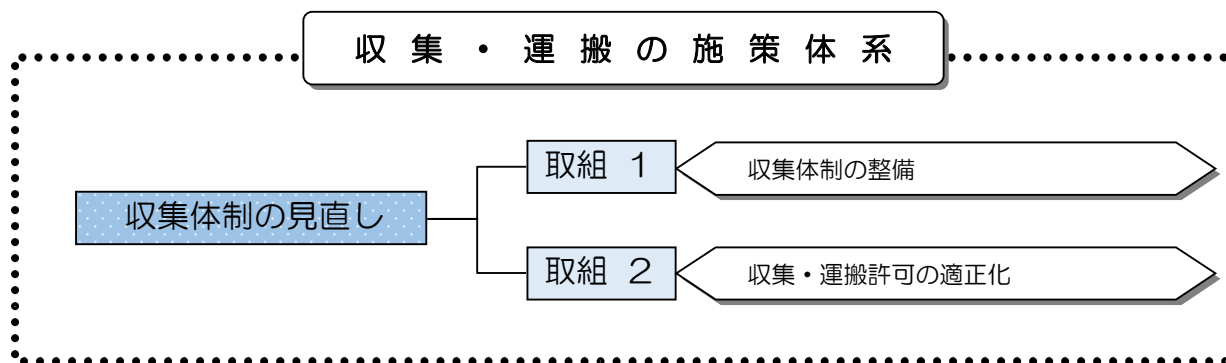 収集・運搬の施策体系
収集体制の見直し
取組 1
収集体制の整備
取組 2
収集・運搬許可の適正化